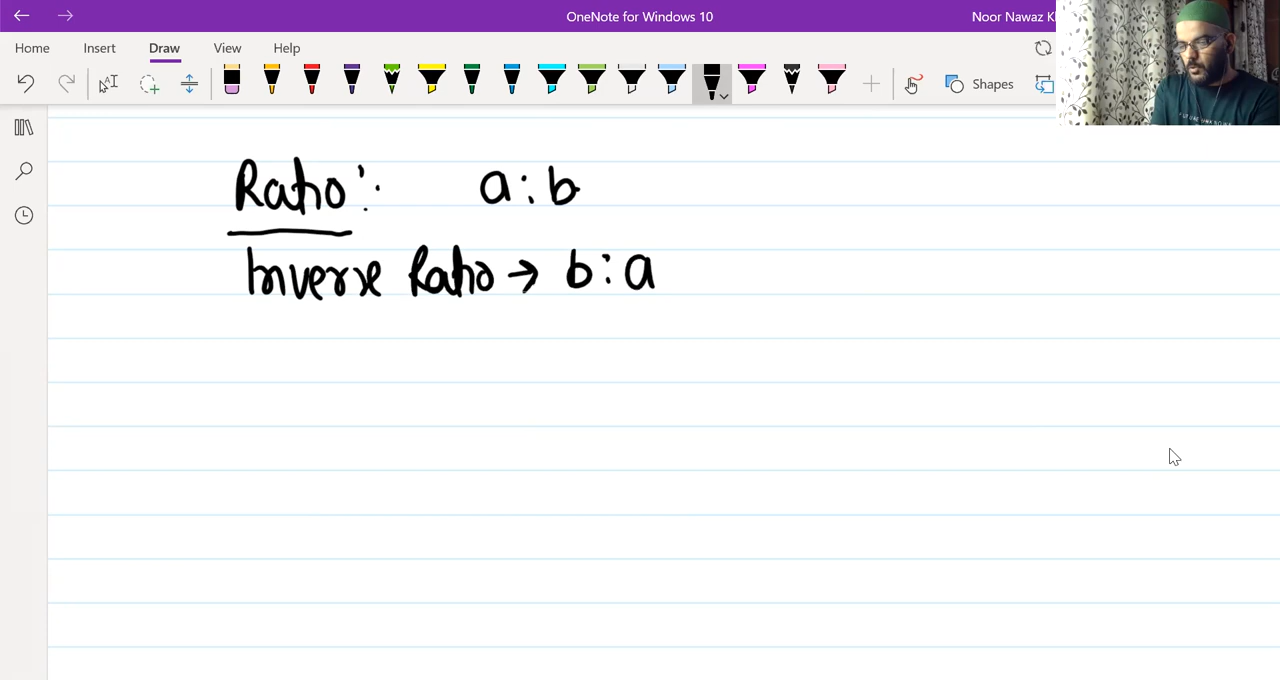 OneNote for Windows 10
Noor Nawaz K
Home Insert Draw View Help
Shapes
Ratio: a:b
Inverse Ratio → b:a